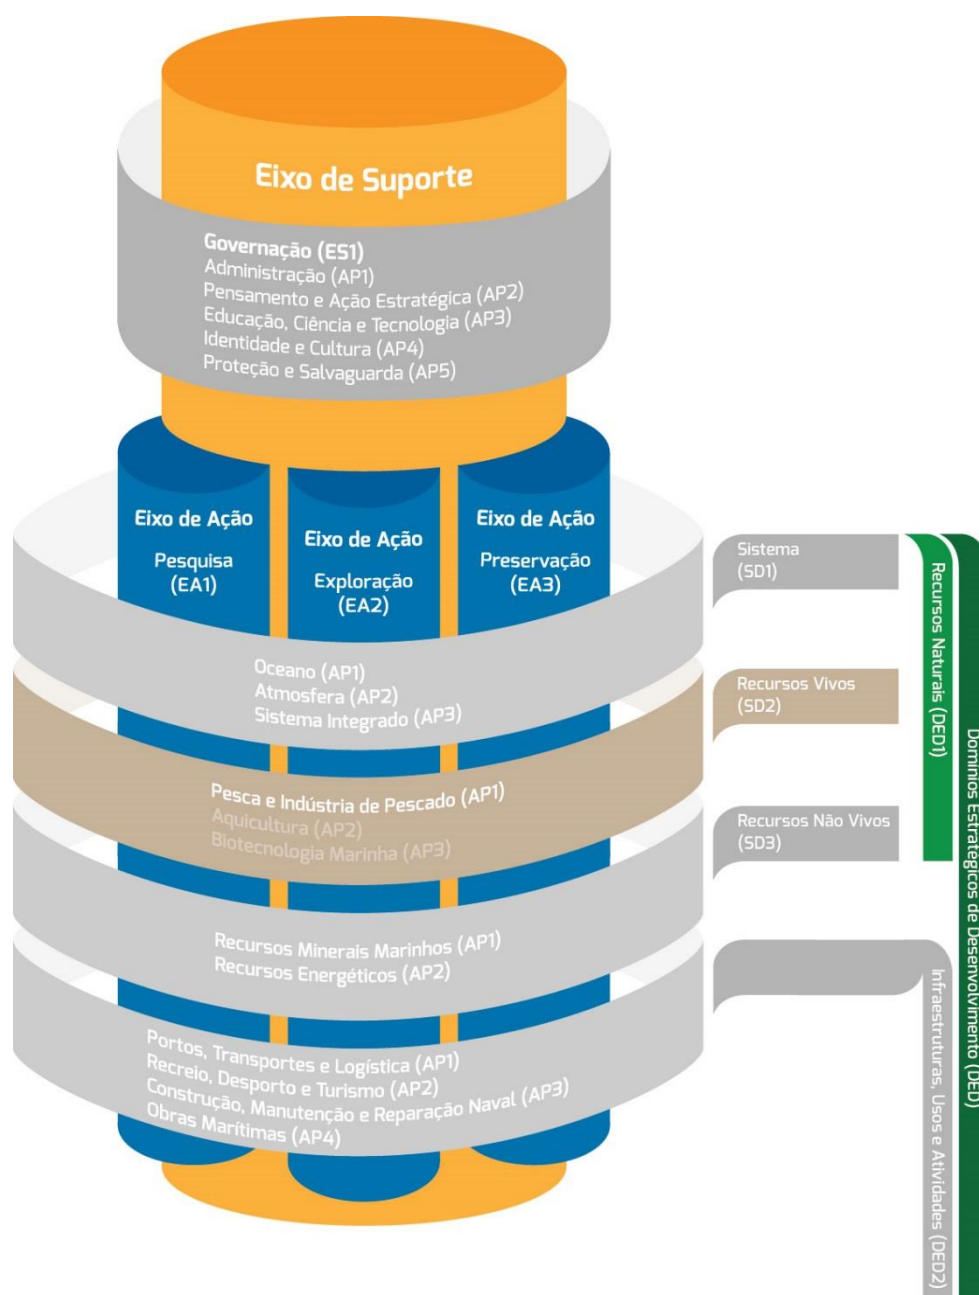 Eixo de Suporte
Governação (ES1)
Administração (AP1)
Pensamento e Ação Estratégica (AP2)
Educação, Ciência e Tecnologia (AP3)
Identidade e Cultura (AP4)
Proteção e Salvaguarda (AP5)
Eixo de Ação
Pesquisa
(EA1)
Eixo de Ação
Exploração
(EA2)
Eixo de Ação
Preservação
(EA3)
Oceano (AP1)
Atmosfera (AP2)
Sistema Integrado (AP3)
Pesca e Indústria de Pescado (AP1)
Aquicultura (AP2)
Biotecnologia Marinha (AP3)
Recursos Minerais Marinhos (AP1)
Recursos Energéticos (AP2)
Portos, Transportes e Logística (AP1)
Recreio, Desporto e Turismo (AP2)
Construção, Manutenção e Reparação Naval (AP3)
Obras Marítimas (AP4)
Sistema
(SD1)
Recursos Vivos
(SD2)
Recursos Não Vivos
(SD3)
Recursos Naturais (DED1)
Infraestruturas, Usos e Atividades (DED2)
Domínios Estratégicos de Desenvolvimento (DED)